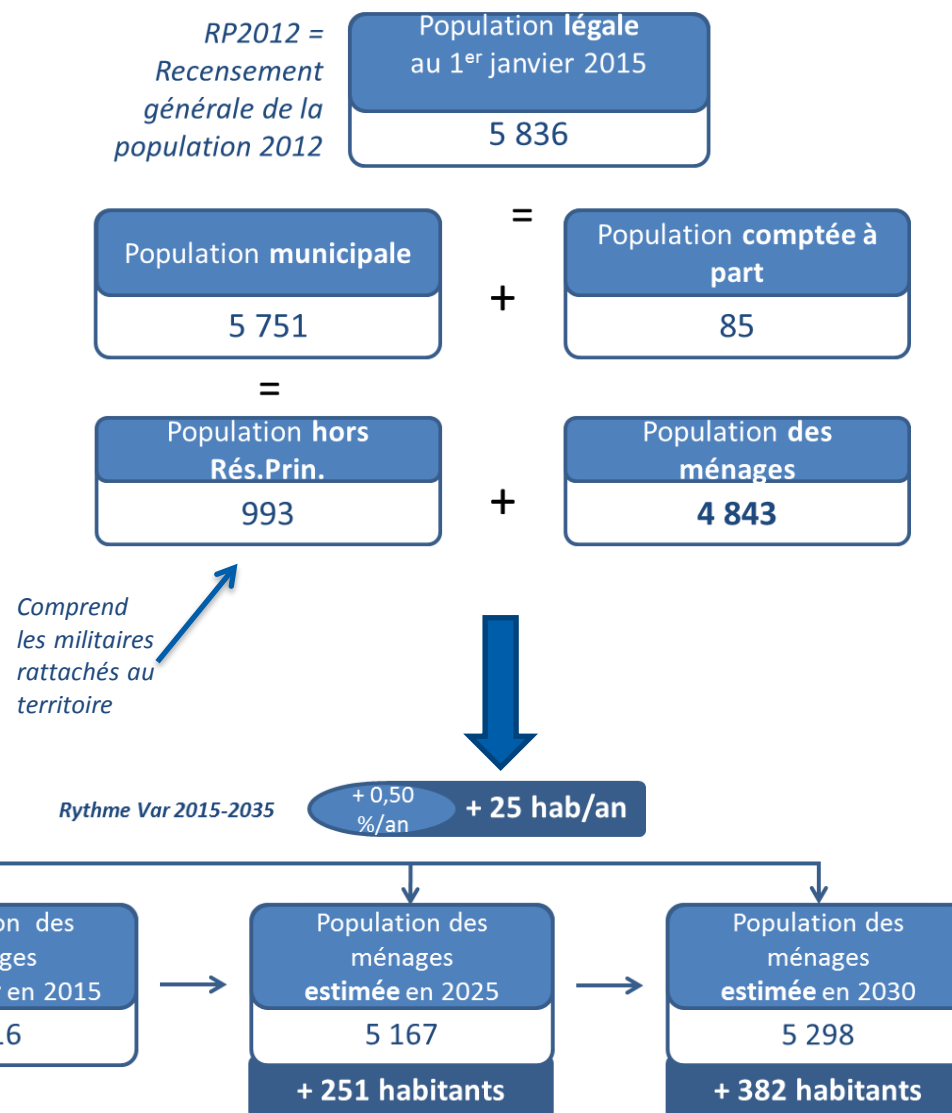 RP2012 =
Recensement
générale de la
population 2012
Population légale
au 1er janvier 2015
5 836
=
Population municipale
5 751
+
Population comptée à
part
85
=
Population hors
Rés.Prin.
993
+
Population des
ménages
4 843
Comprend
les militaires
rattachés au
territoire
Rythme Var 2015-2035
+ 0,50
%/an
+ 25 hab/an
des
en 2015
Population des
ménages
estimée en 2025
5 167
+ 251 habitants
Population des
ménages
estimée en 2030
5 298
+ 382 habitants